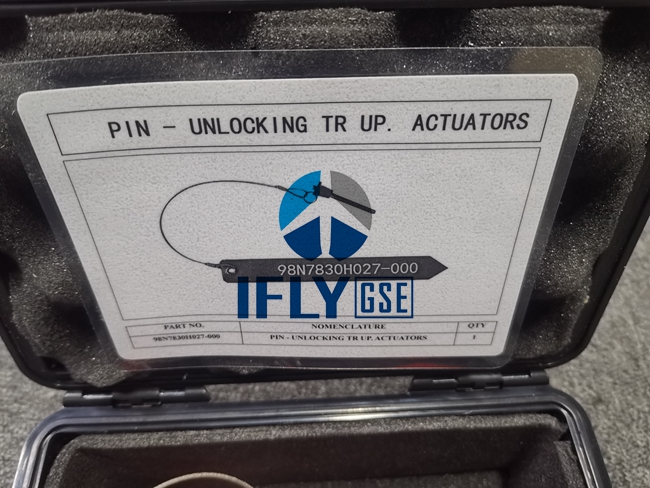 PIN - UNLOCKING TR UP. ACTUATORS
98N7830H027-000
IFLY GSE
PART NO. NOMENCLATURE QTY
98N7830H027-000 PIN - UNLOCKING TR UP. ACTUATORS 1